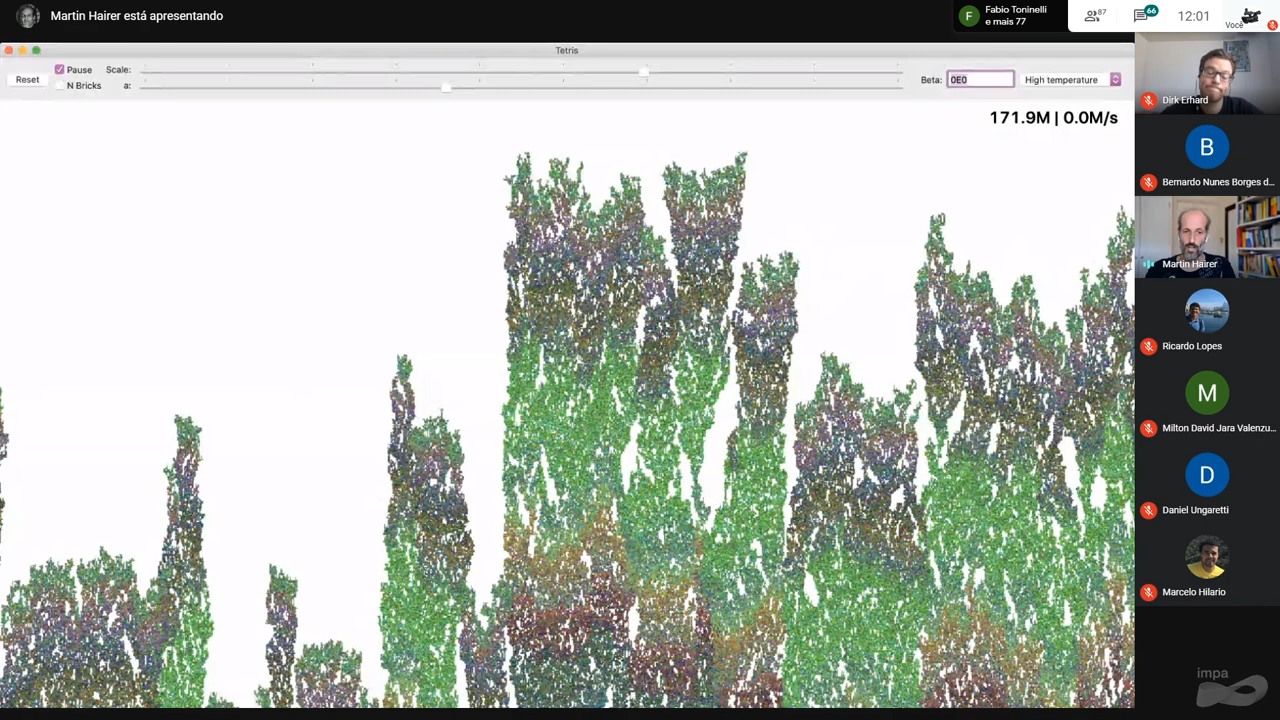 Martin Hairer está apresentando
F
Fabio Toninelli
e mais 77
87
66
12:01
Você
Tetris
Reset
Pause
Scale:
N Bricks
a:
Beta:
0E0
High temperature
171.9M | 0.0M/s
Dirk Erhard
B
Bernardo Nunes Borges d...
Martin Hairer
Ricardo Lopes
M
Milton David Jara Valenzu...
D
Daniel Ungaretti
Marcelo Hilario
impa